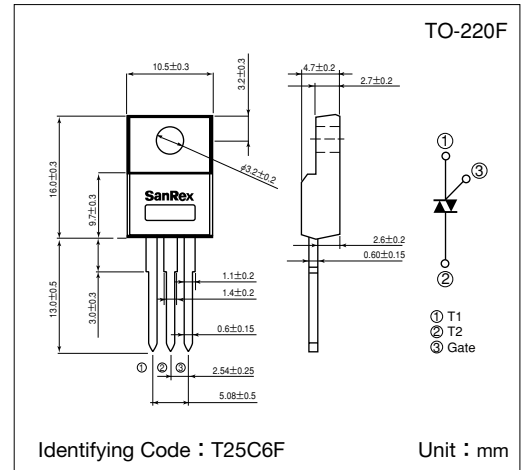 TO-220F
10.5±0.3
3.2±0.2
4.7±0.2
2.7±0.2
16.0±0.3
9.7±0.3
φ3.2±0.2
SanRex
①
③
②
2.6±0.2
0.60±0.15
13.0±0.5
3.0±0.3
1.1±0.2
1.4±0.2
0.6±0.15
① ② ③
2.54±0.25
5.08±0.5
① T1
② T2
③ Gate
Identifying Code：T25C6F
Unit：mm